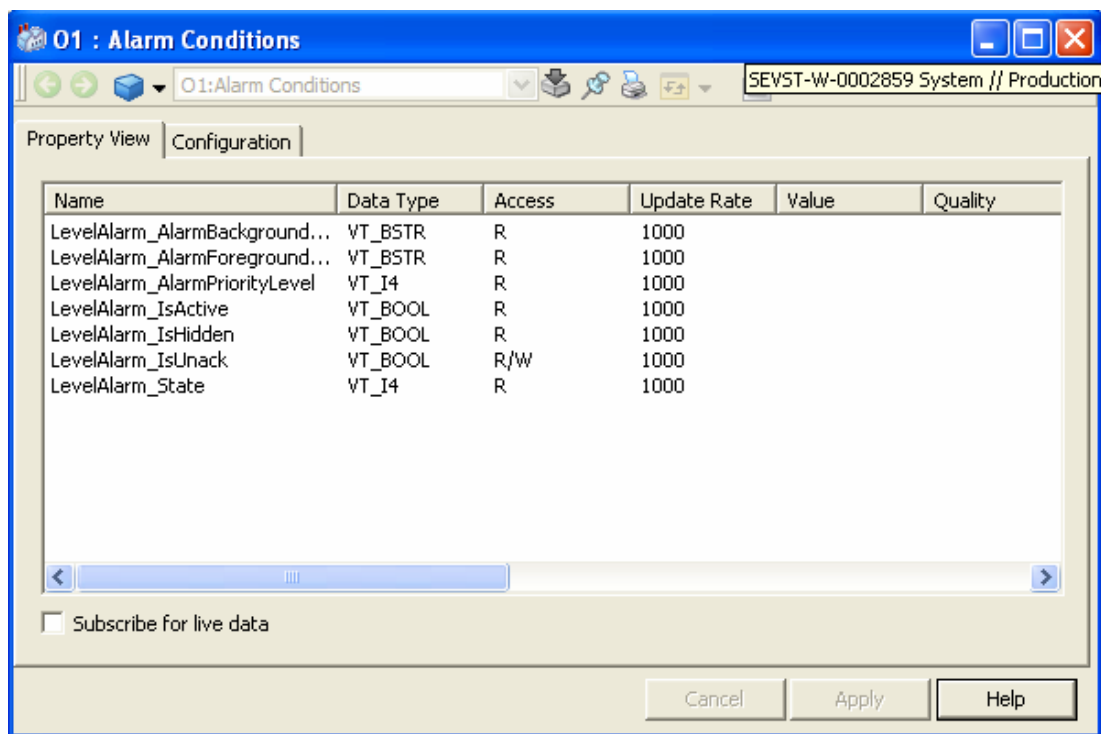 O1 : Alarm Conditions
O1:Alarm Conditions
SEVST-W-0002859 System // Production
Property View Configuration
Name Data Type Access Update Rate Value Quality
LevelAlarm_AlarmBackground... VT_BSTR R 1000
LevelAlarm_AlarmForeground... VT_BSTR R 1000
LevelAlarm_AlarmPriorityLevel VT_I4 R 1000
LevelAlarm_IsActive VT_BOOL R 1000
LevelAlarm_IsHidden VT_BOOL R 1000
LevelAlarm_IsUnack VT_BOOL R/W 1000
LevelAlarm_State VT_I4 R 1000
Subscribe for live data
Cancel Apply Help